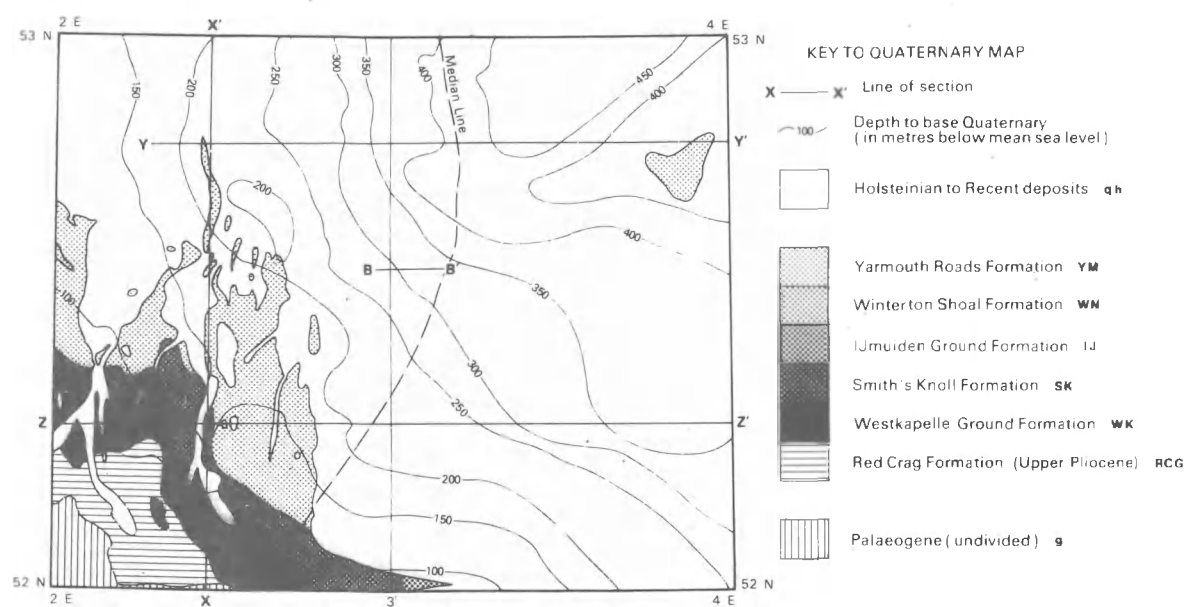 2 E
X'
4 E
53 N
53 N
150
200
250
300
350
400
Median Line
450
400
Y
Y'
200
400
B
B'
100
350
300
250
Z
Z'
200
150
100
52 N
52 N
2 E
X
3'
4 E
KEY TO QUATERNARY MAP
X X' Line of section
100 Depth to base Quaternary
(in metres below mean sea level)
Holsteinian to Recent deposits qh
Yarmouth Roads Formation YM
Winterton Shoal Formation WN
IJmuiden Ground Formation IJ
Smith's Knoll Formation SK
Westkapelle Ground Formation WK
Red Crag Formation (Upper Pliocene) RCG
Palaeogene (undivided) g